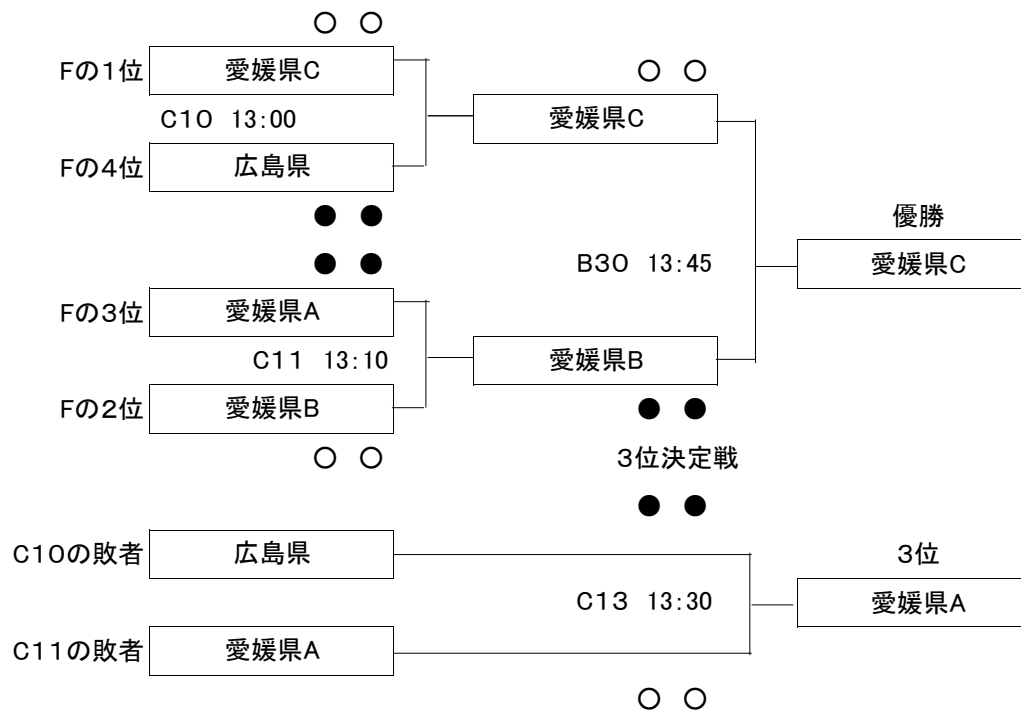 ○ ○
Fの1位 愛媛県C ○ ○
C10 13:00 愛媛県C
Fの4位 広島県
● ● 優勝
● ● B30 13:45 愛媛県C
Fの3位 愛媛県A
C11 13:10 愛媛県B
Fの2位 愛媛県B ● ●
○ ○ 3位決定戦
● ●
C10の敗者 広島県 3位
C13 13:30 愛媛県A
C11の敗者 愛媛県A
○ ○